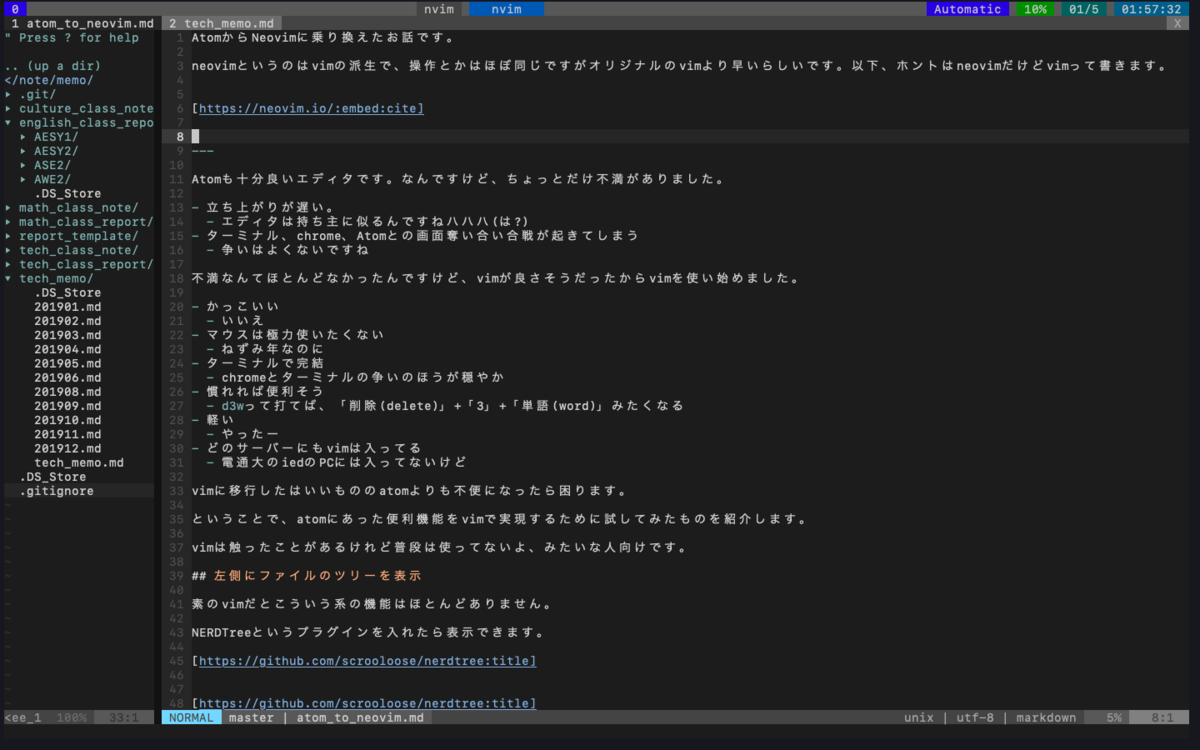 0 nvim nvim Automatic 10% 01/5 01:57:32
1 atom_to_neovim.md 2 tech_memo.md X
" Press ? for help
.. (up a dir)
</note/memo/
▸ .git/
▸ culture_class_note
▾ english_class_repo
▸ AESY1/
▸ AESY2/
▸ ASE2/
▸ AWE2/
.DS_Store
▸ math_class_note/
▸ math_class_report/
▸ report_template/
▸ tech_class_note/
▸ tech_class_report/
▾ tech_memo/
.DS_Store
201901.md
201902.md
201903.md
201904.md
201905.md
201906.md
201908.md
201909.md
201910.md
201911.md
201912.md
tech_memo.md
.DS_Store
.gitignore
<ee_1 100% 33:1
1 AtomからNeovimに乗り換えたお話です。
2
3 neovimというのはvimの派生で、操作とかはほぼ同じですがオリジナルのvimより早いらしいです。以下、ホントはneovimだけどvimって書きます。
4
5
6 [https://neovim.io/:embed:cite]
7
8
9 ---
10
11 Atomも十分良いエディタです。なんですけど、ちょっとだけ不満がありました。
12
13 - 立ち上がりが遅い。
14 - エディタは持ち主に似るんですねハハハ(は?)
15 - ターミナル、chrome、Atomとの画面奪い合い合戦が起きてしまう
16 - 争いはよくないですね
17
18 不満なんてほとんどなかったんですけど、vimが良さそうだったからvimを使い始めました。
19
20 - かっこいい
21 - いいえ
22 - マウスは極力使いたくない
23 - ねずみ年なのに
24 - ターミナルで完結
25 - chromeとターミナルの争いのほうが穏やか
26 - 慣れれば便利そう
27 - d3wって打てば、「削除(delete)」+「3」+「単語(word)」みたくなる
28 - 軽い
29 - やったー
30 - どのサーバーにもvimは入ってる
31 - 電通大のiedのPCには入ってないけど
32
33 vimに移行したはいいもののatomよりも不便になったら困ります。
34
35 ということで、atomにあった便利機能をvimで実現するために試してみたものを紹介します。
36
37 vimは触ったことがあるけれど普段は使ってないよ、みたいな人向けです。
38
39 ## 左側にファイルのツリーを表示
40
41 素のvimだとこういう系の機能はほとんどありません。
42
43 NERDTreeというプラグインを入れたら表示できます。
44
45 [https://github.com/scrooloose/nerdtree:title]
46
47
48 [https://github.com/scrooloose/nerdtree:title]
NORMAL master | atom_to_neovim.md unix | utf-8 | markdown 5% 8:1